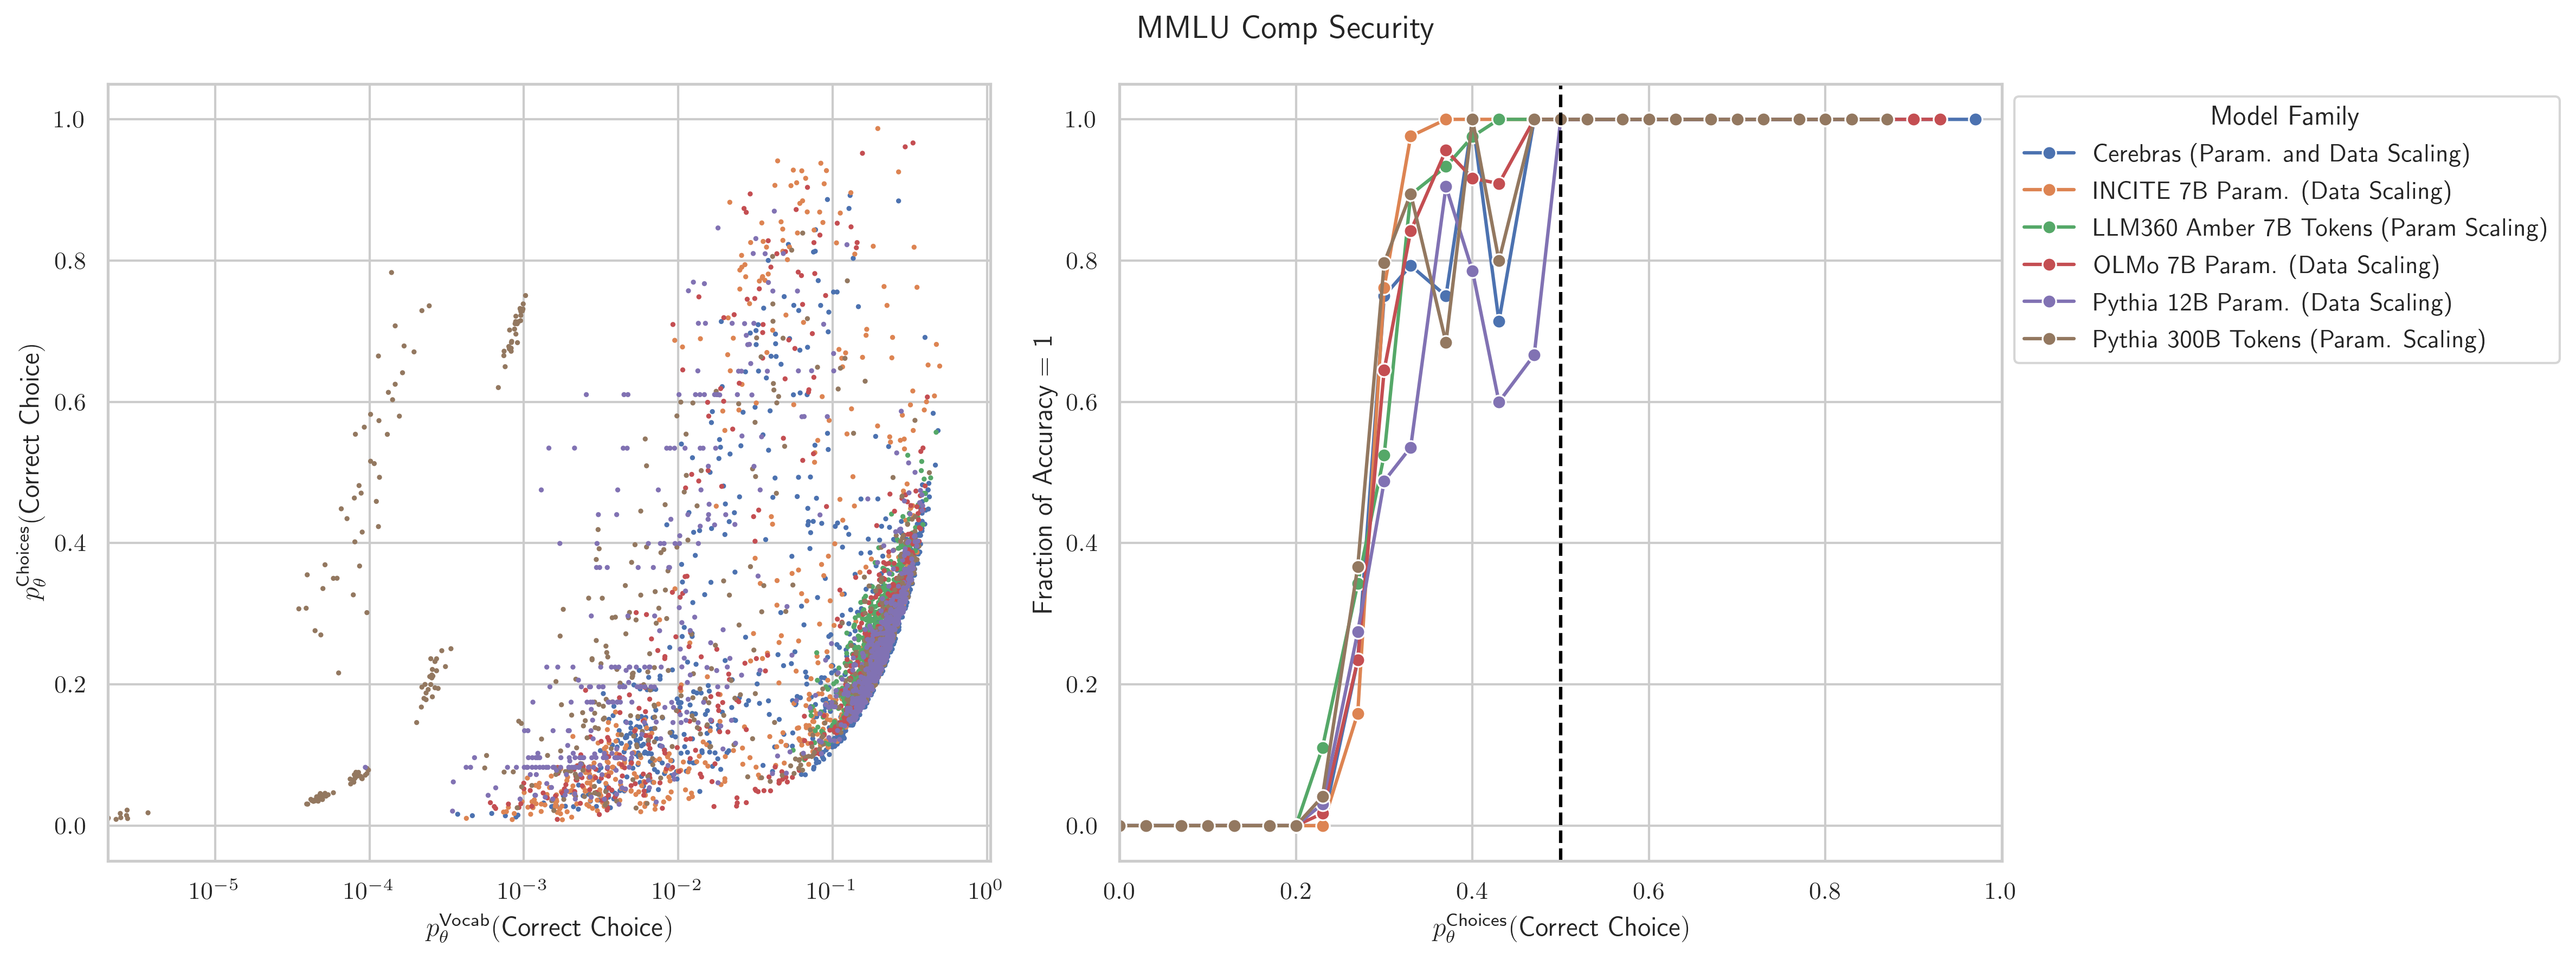 MMLU Comp Security
1.0
0.8
0.6
0.4
0.2
0.0
p_θ^Choices(Correct Choice)
10^−5
10^−4
10^−3
10^−2
10^−1
10^0
p_θ^Vocab(Correct Choice)
1.0
0.8
0.6
0.4
0.2
0.0
Fraction of Accuracy = 1
0.0
0.2
0.4
0.6
0.8
1.0
p_θ^Choices(Correct Choice)
Model Family
Cerebras (Param. and Data Scaling)
INCITE 7B Param. (Data Scaling)
LLM360 Amber 7B Tokens (Param Scaling)
OLMo 7B Param. (Data Scaling)
Pythia 12B Param. (Data Scaling)
Pythia 300B Tokens (Param. Scaling)